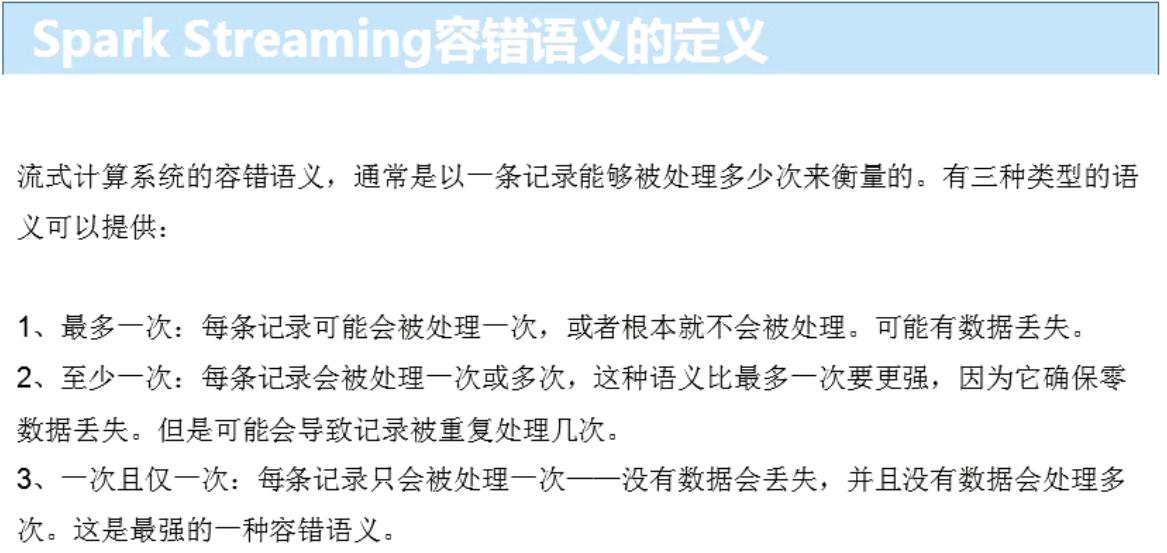 Spark Streaming容错语义的定义
流式计算系统的容错语义，通常是以一条记录能够被处理多少次来衡量的。有三种类型的语
义可以提供：
1、最多一次：每条记录可能会被处理一次，或者根本就不会被处理。可能有数据丢失。
2、至少一次：每条记录会被处理一次或多次，这种语义比最多一次要更强，因为它确保零
数据丢失。但是可能会导致记录被重复处理几次。
3、一次且仅一次：每条记录只会被处理一次——没有数据会丢失，并且没有数据会处理多
次。这是最强的一种容错语义。